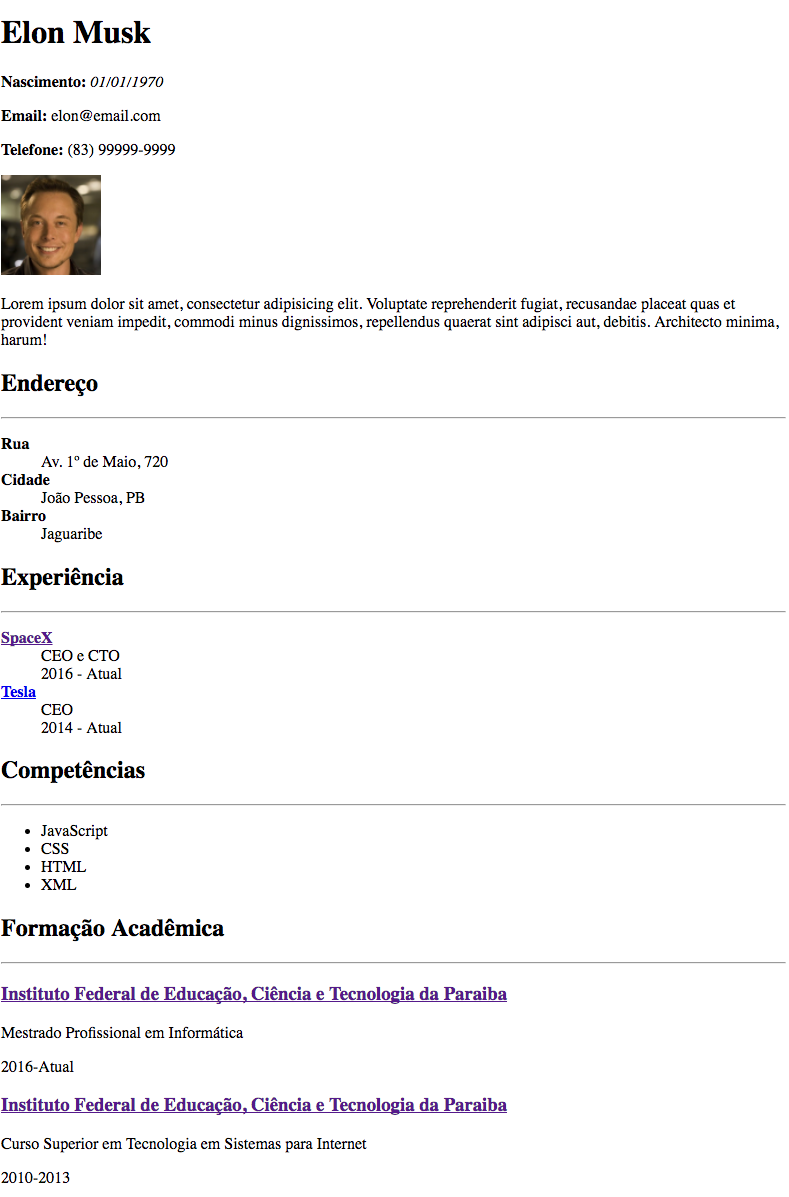 Elon Musk
Nascimento: 01/01/1970
Email: elon@email.com
Telefone: (83) 99999-9999
Lorem ipsum dolor sit amet, consectetur adipisicing elit. Voluptate reprehenderit fugiat, recusandae placeat quas et
provident veniam impedit, commodi minus dignissimos, repellendus quaerat sint adipisci aut, debitis. Architecto minima,
harum!
Endereço
Rua
Av. 1º de Maio, 720
Cidade
João Pessoa, PB
Bairro
Jaguaribe
Experiência
SpaceX
CEO e CTO
2016 - Atual
Tesla
CEO
2014 - Atual
Competências
• JavaScript
• CSS
• HTML
• XML
Formação Acadêmica
Instituto Federal de Educação, Ciência e Tecnologia da Paraiba
Mestrado Profissional em Informática
2016-Atual
Instituto Federal de Educação, Ciência e Tecnologia da Paraiba
Curso Superior em Tecnologia em Sistemas para Internet
2010-2013